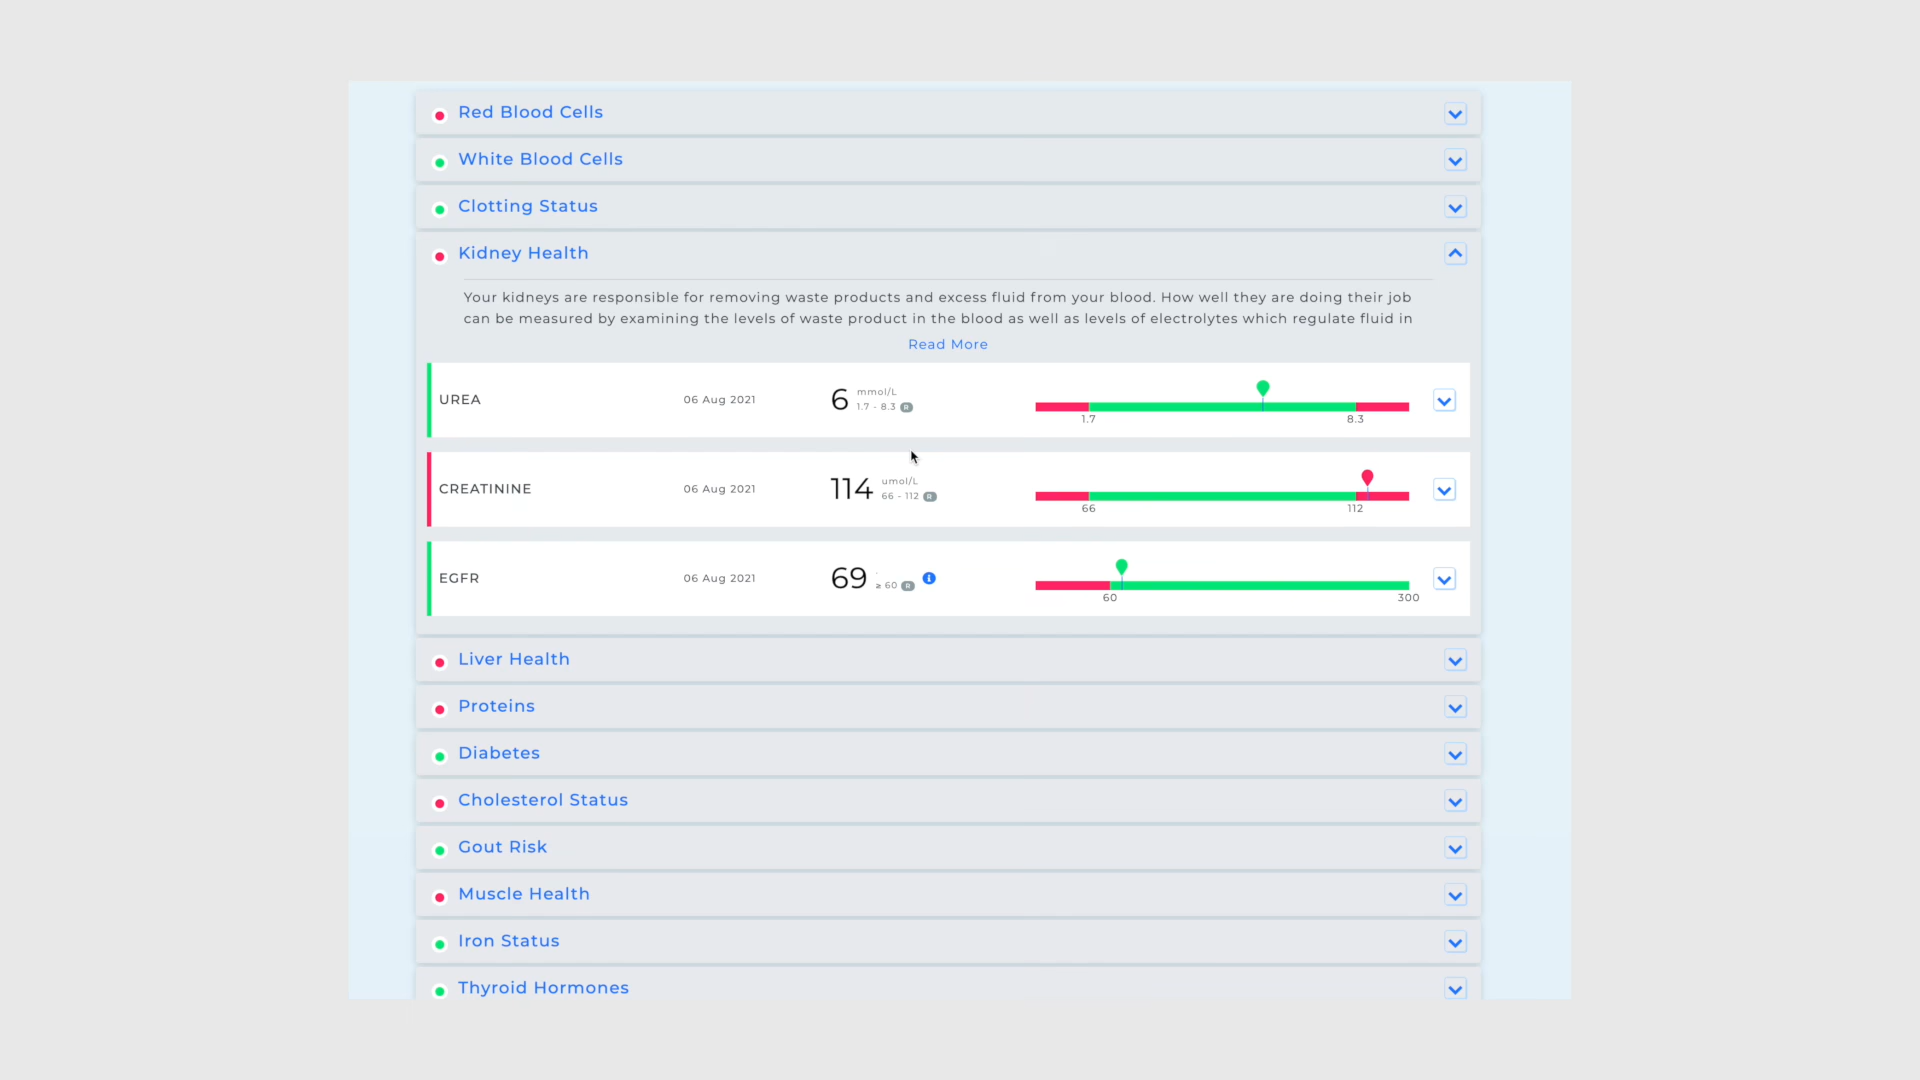 Red Blood Cells
White Blood Cells
Clotting Status
Kidney Health
Your kidneys are responsible for removing waste products and excess fluid from your blood. How well they are doing their job
can be measured by examining the levels of waste product in the blood as well as levels of electrolytes which regulate fluid in
Read More
UREA 06 Aug 2021 6 mmol/L
1.7 - 8.3 R
1.7 8.3
CREATININE 06 Aug 2021 114 umol/L
66 - 112 R
66 112
EGFR 06 Aug 2021 69
≥ 60 R i
60 300
Liver Health
Proteins
Diabetes
Cholesterol Status
Gout Risk
Muscle Health
Iron Status
Thyroid Hormones